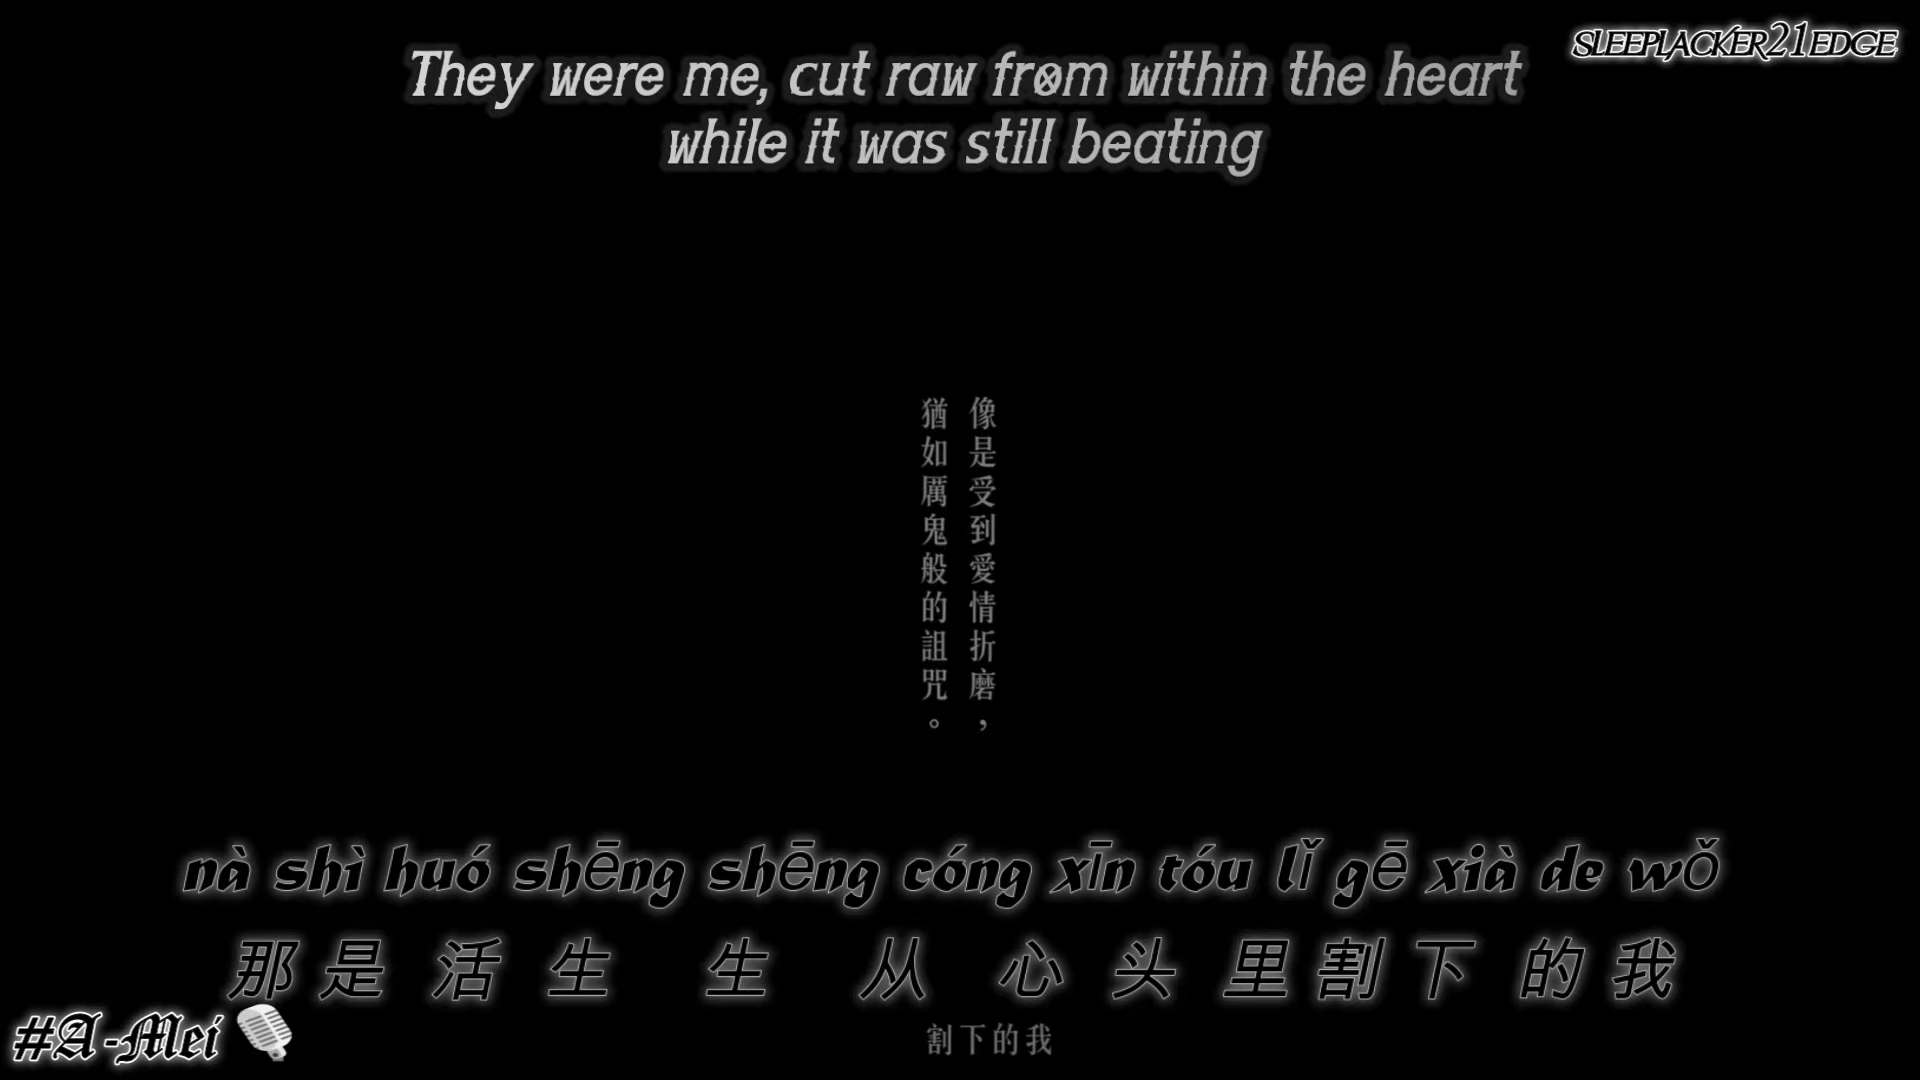 SLEEPLACKER21EDGE
They were me, cut raw from within the heart
while it was still beating
像是受到愛情折磨，
猶如厲鬼般的詛咒。
nà shì huó shēng shēng cóng xīn tóu lǐ gē xià de wǒ
那是活生生从心头里割下的我
#A-Mei
割下的我